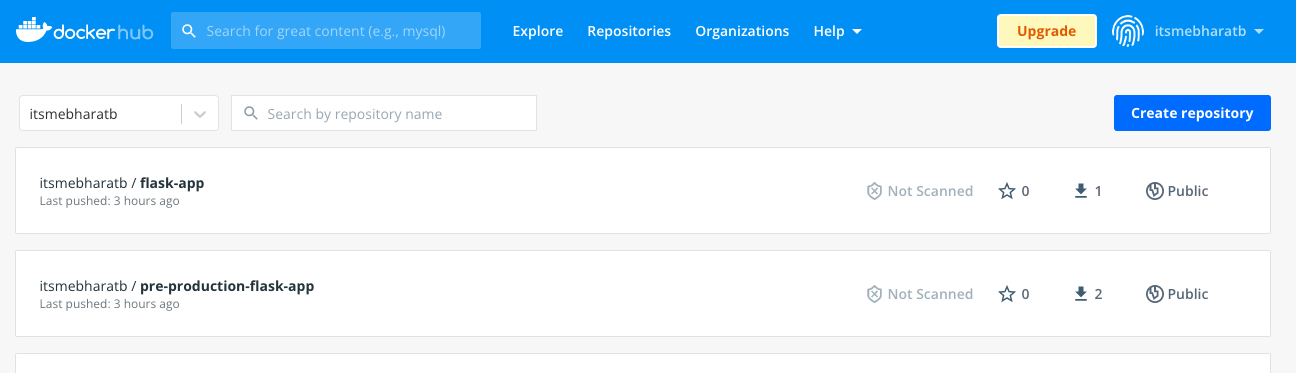 dockerhub Search for great content (e.g., mysql) Explore Repositories Organizations Help Upgrade itsmebharatb
itsmebharatb Search by repository name Create repository
itsmebharatb / flask-app
Last pushed: 3 hours ago
Not Scanned 0 1 Public
itsmebharatb / pre-production-flask-app
Last pushed: 3 hours ago
Not Scanned 0 2 Public